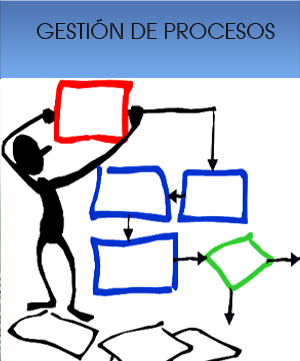 GESTIÓN DE PROCESOS